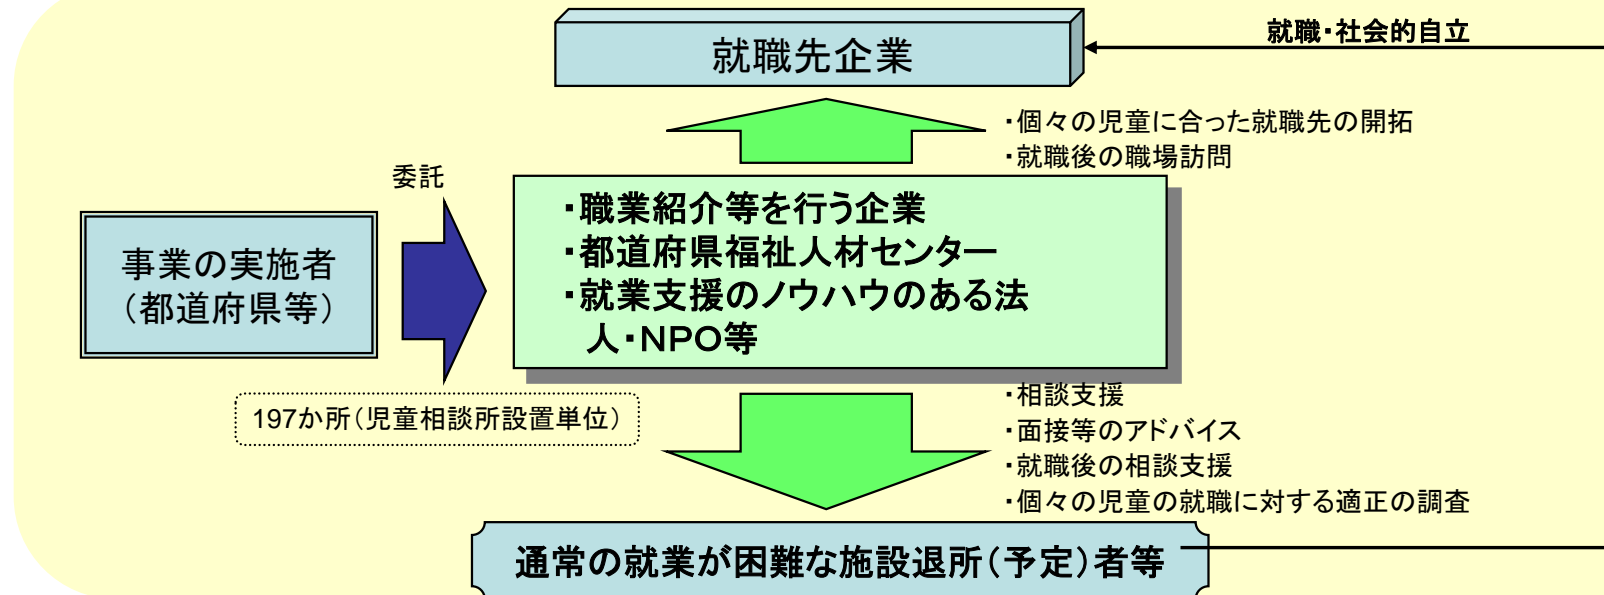 就職先企業
就職・社会的自立
・個々の児童に合った就職先の開拓
・就職後の職場訪問
委託
事業の実施者
（都道府県等）
・職業紹介等を行う企業
・都道府県福祉人材センター
・就業支援のノウハウのある法
人・NPO等
197か所（児童相談所設置単位）
・相談支援
・面接等のアドバイス
・就職後の相談支援
・個々の児童の就職に対する適正の調査
通常の就業が困難な施設退所（予定）者等